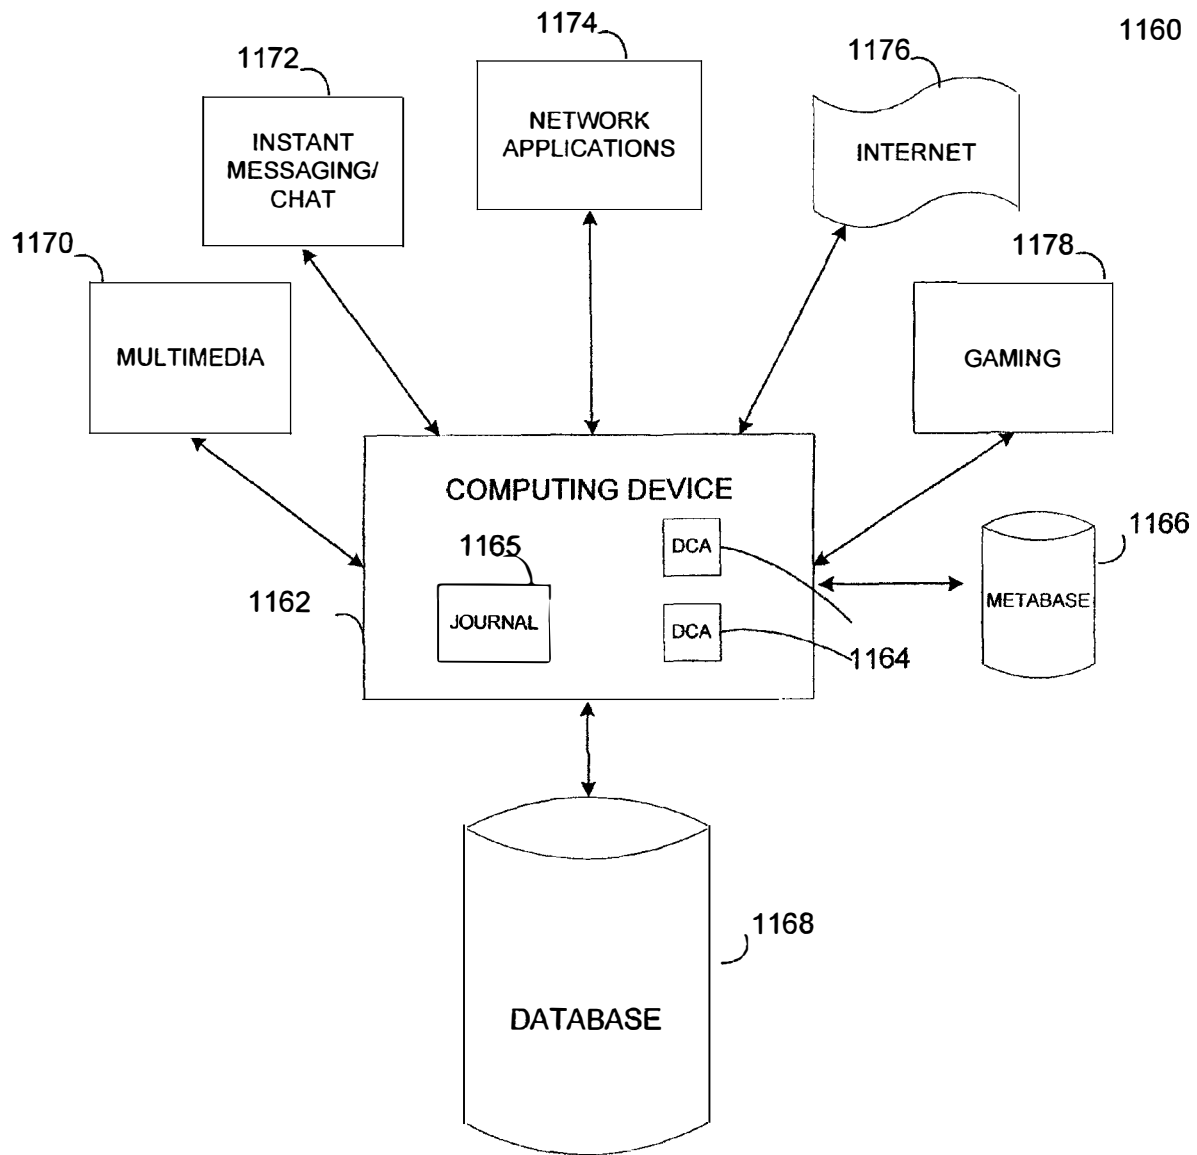 1160
1174
1176
1172
NETWORK
APPLICATIONS
INSTANT
MESSAGING/
CHAT
INTERNET
1170
1178
MULTIMEDIA
GAMING
COMPUTING DEVICE
1166
1165
DCA
METABASE
1162
JOURNAL
DCA
1164
1168
DATABASE